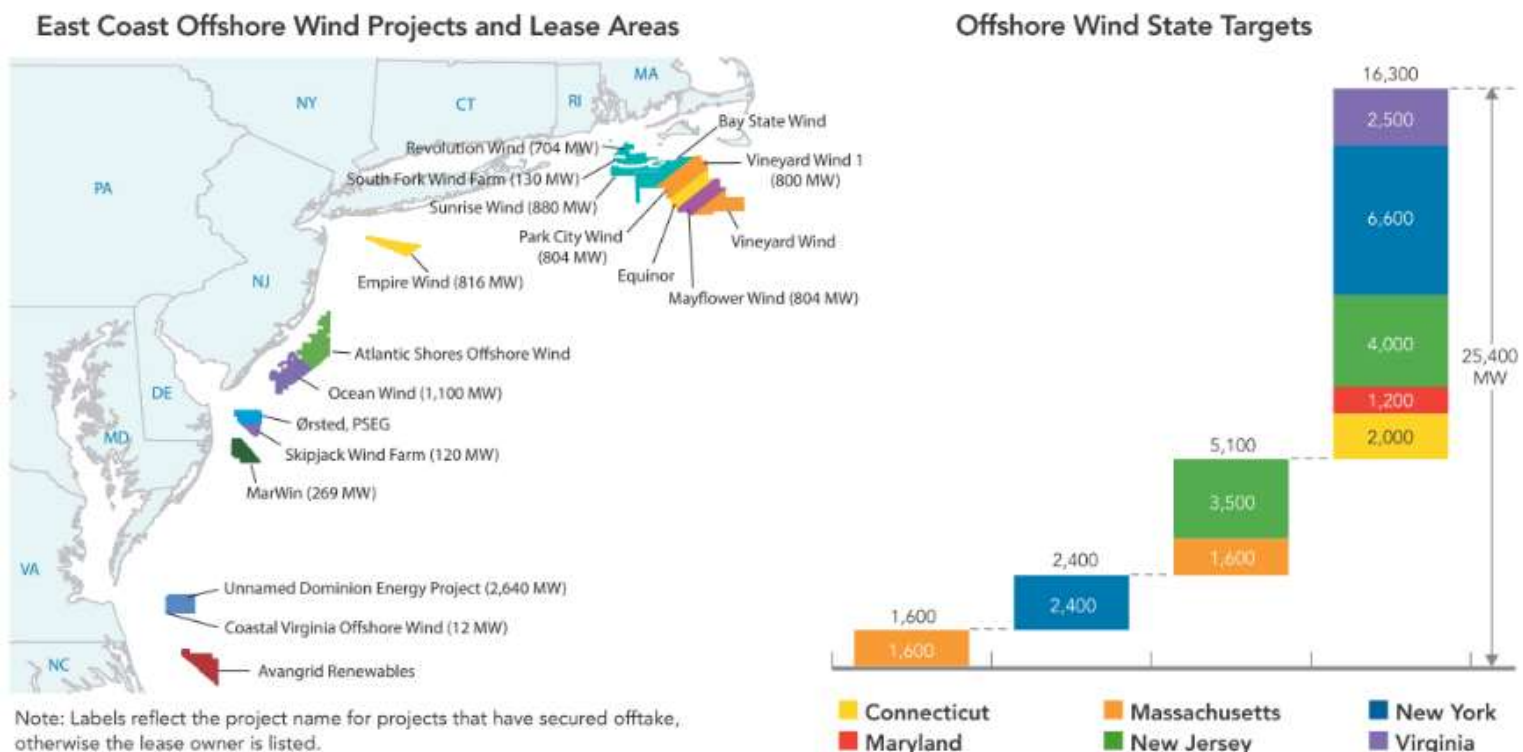 East Coast Offshore Wind Projects and Lease Areas
MA
NY
CT
RI
Bay State Wind
Revolution Wind (704 MW)
Vineyard Wind 1
(800 MW)
South Fork Wind Farm (130 MW)
PA
Sunrise Wind (880 MW)
Park City Wind
(804 MW)
Vineyard Wind
Equinor
NJ
Empire Wind (816 MW)
Mayflower Wind (804 MW)
Atlantic Shores Offshore Wind
DE
Ocean Wind (1,100 MW)
Ørsted, PSEG
MD
Skipjack Wind Farm (120 MW)
MarWin (269 MW)
VA
Unnamed Dominion Energy Project (2,640 MW)
Coastal Virginia Offshore Wind (12 MW)
NC
Avangrid Renewables
Note: Labels reflect the project name for projects that have secured offtake,
otherwise the lease owner is listed.
Offshore Wind State Targets
16,300
2,500
6,600
4,000
25,400
MW
1,200
2,000
5,100
3,500
1,600
2,400
2,400
1,600
1,600
Connecticut
Massachusetts
New York
Maryland
New Jersey
Virginia